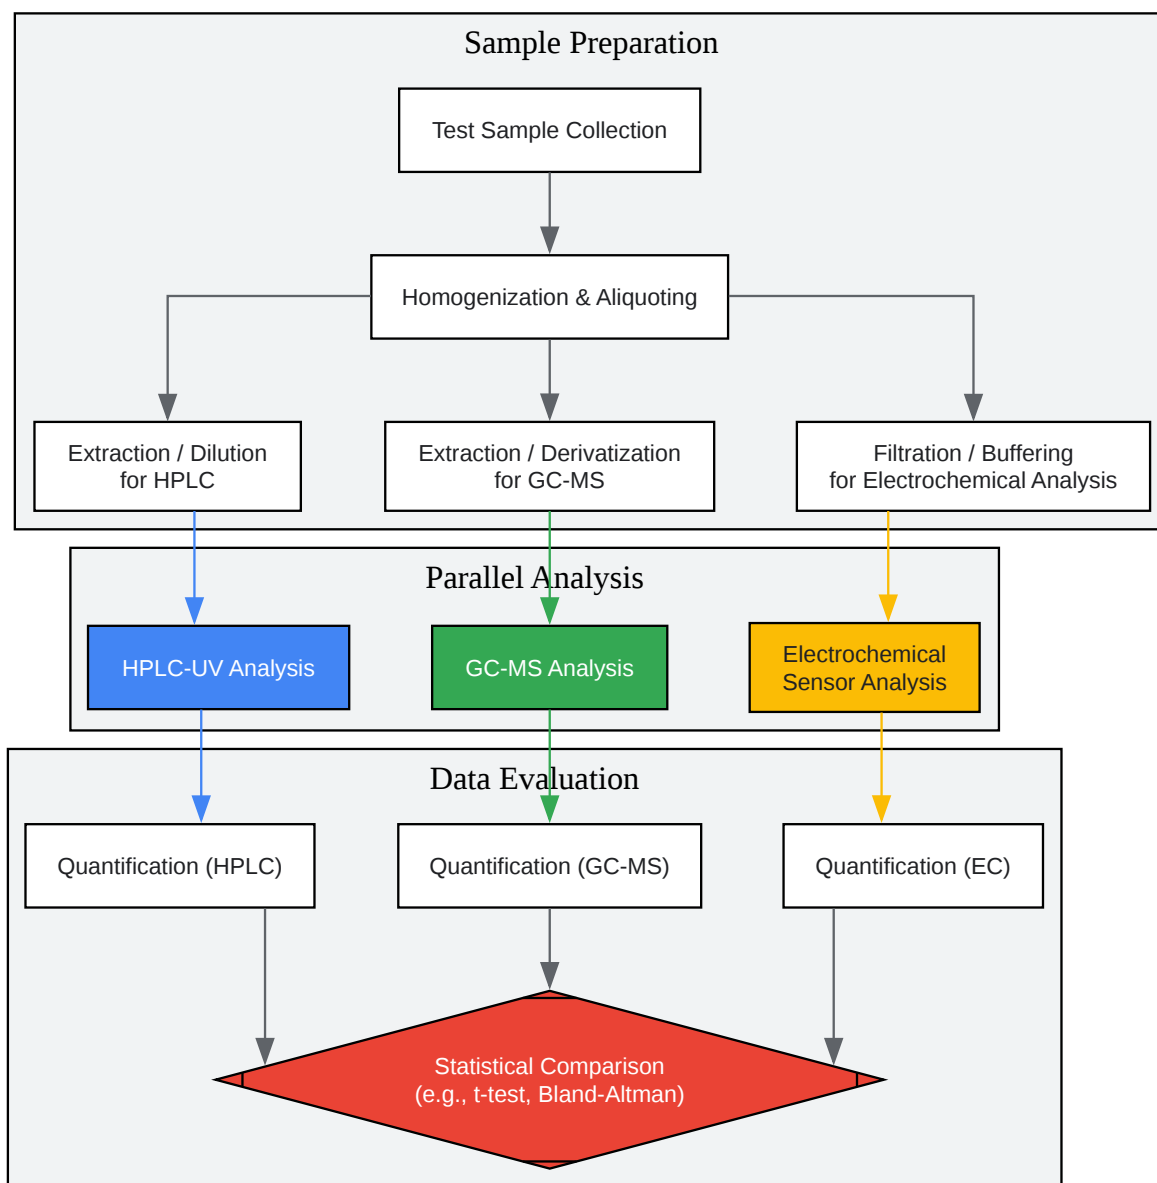 Sample Preparation
Test Sample Collection
Homogenization & Aliquoting
Extraction / Dilution
for HPLC
Extraction / Derivatization
for GC-MS
Filtration / Buffering
for Electrochemical Analysis
Parallel Analysis
HPLC-UV Analysis
GC-MS Analysis
Electrochemical
Sensor Analysis
Data Evaluation
Quantification (HPLC)
Quantification (GC-MS)
Quantification (EC)
Statistical Comparison
(e.g., t-test, Bland-Altman)